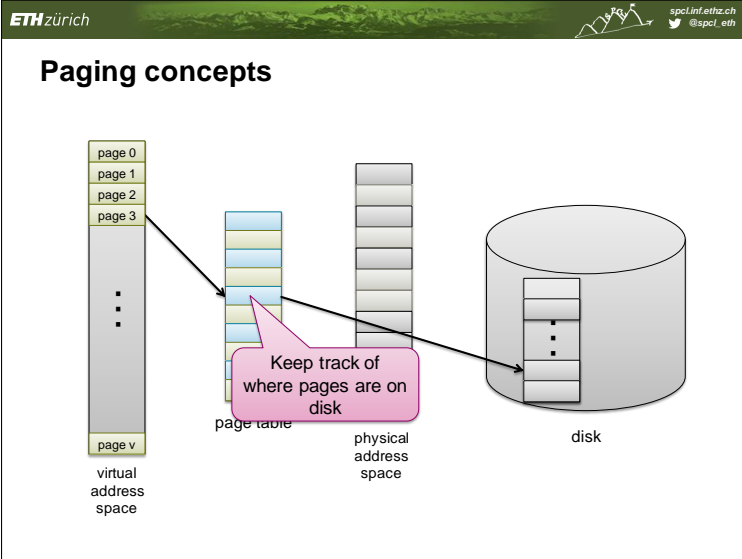 ETH zürich
spcl.inf.ethz.ch
@spcl_eth
Paging concepts
page 0
page 1
page 2
page 3
page v
virtual
address
space
Keep track of
where pages are on
disk
page table
physical
address
space
disk